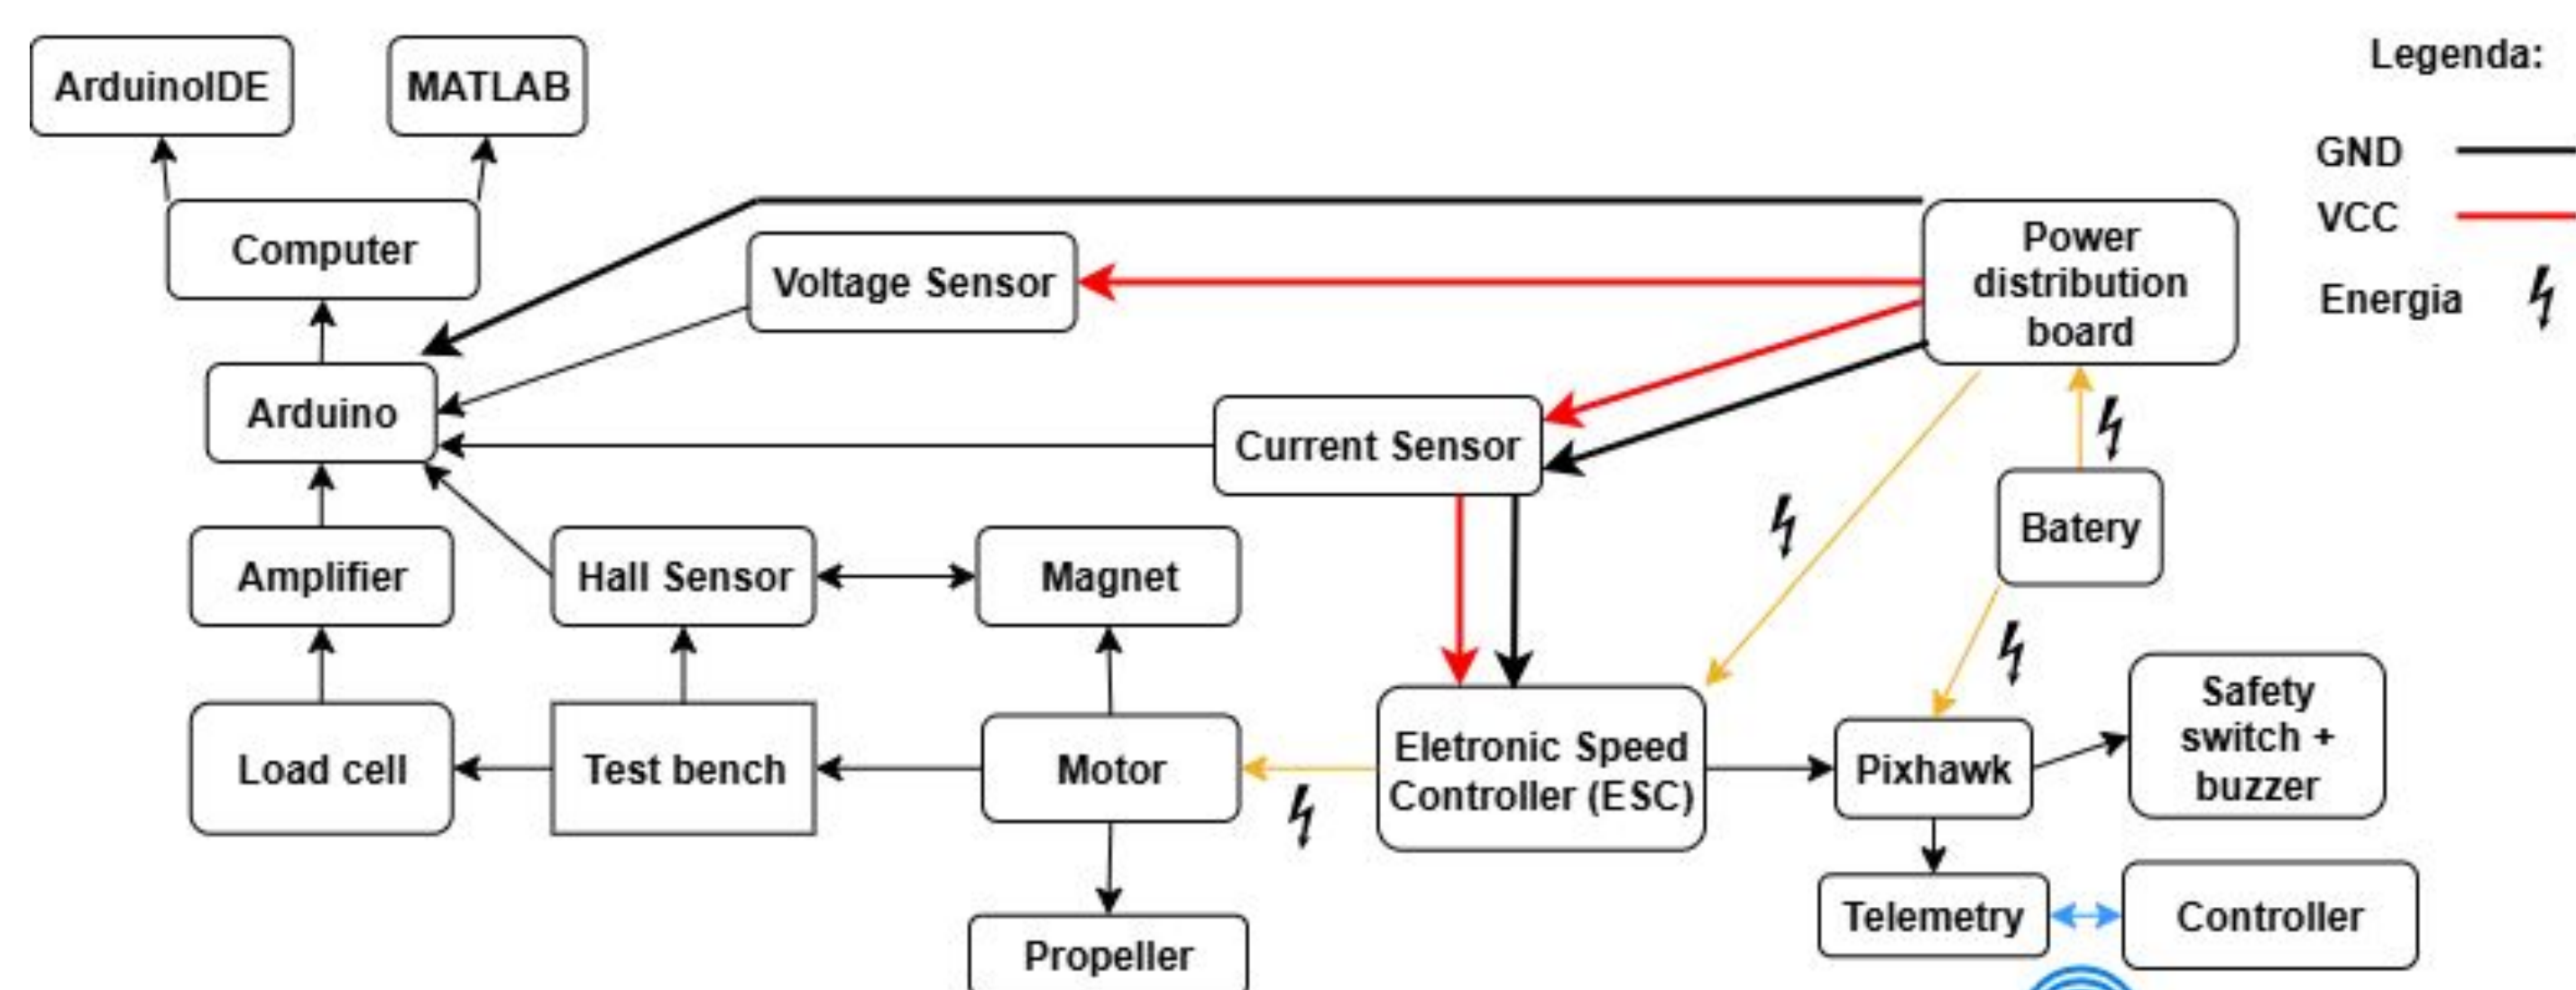 ArduinoIDE
MATLAB
Legenda:
GND
VCC
Energia
Computer
Voltage Sensor
Power
distribution
board
Arduino
Current Sensor
Batery
Amplifier
Hall Sensor
Magnet
Safety
switch +
buzzer
Load cell
Test bench
Motor
Eletronic Speed
Controller (ESC)
Pixhawk
Telemetry
Controller
Propeller